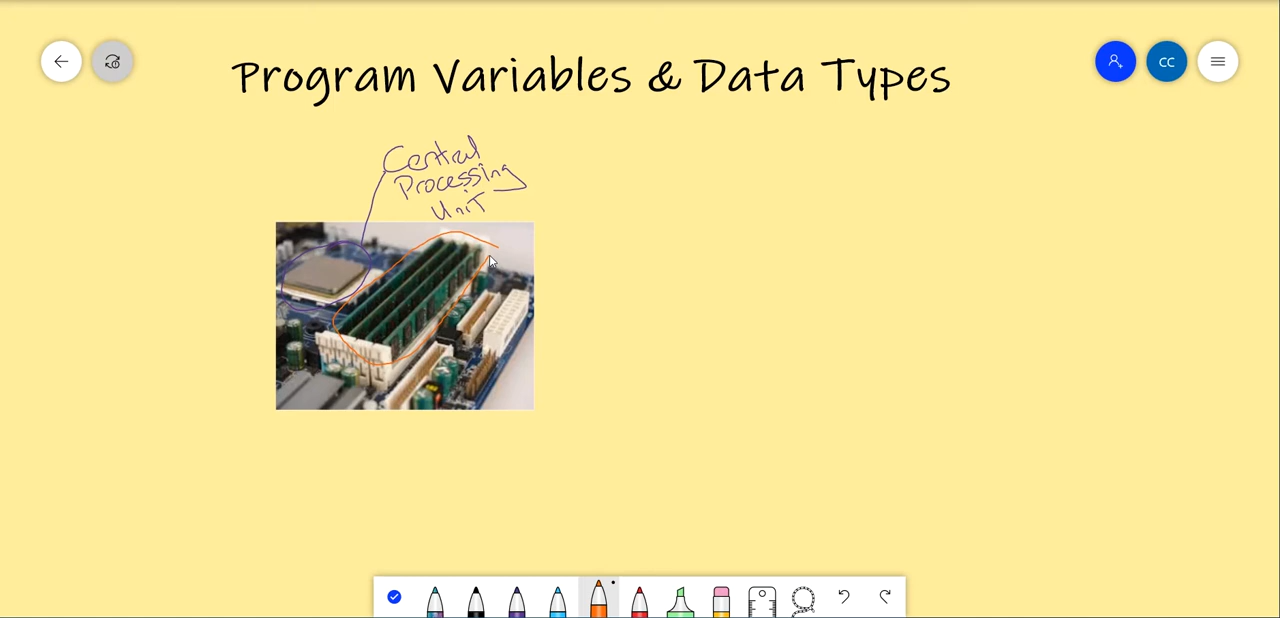 Program Variables & Data Types
CC
Central
Processing
UniT